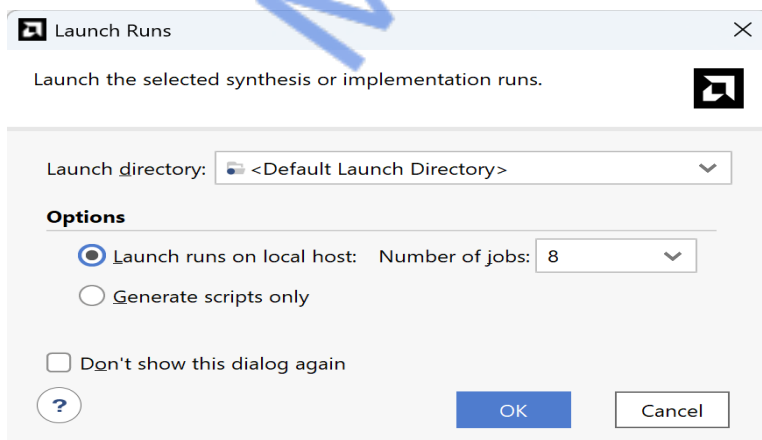 Launch Runs
Launch the selected synthesis or implementation runs.
Launch directory: <Default Launch Directory>
Options
Launch runs on local host: Number of jobs: 8
Generate scripts only
Don't show this dialog again
? OK Cancel